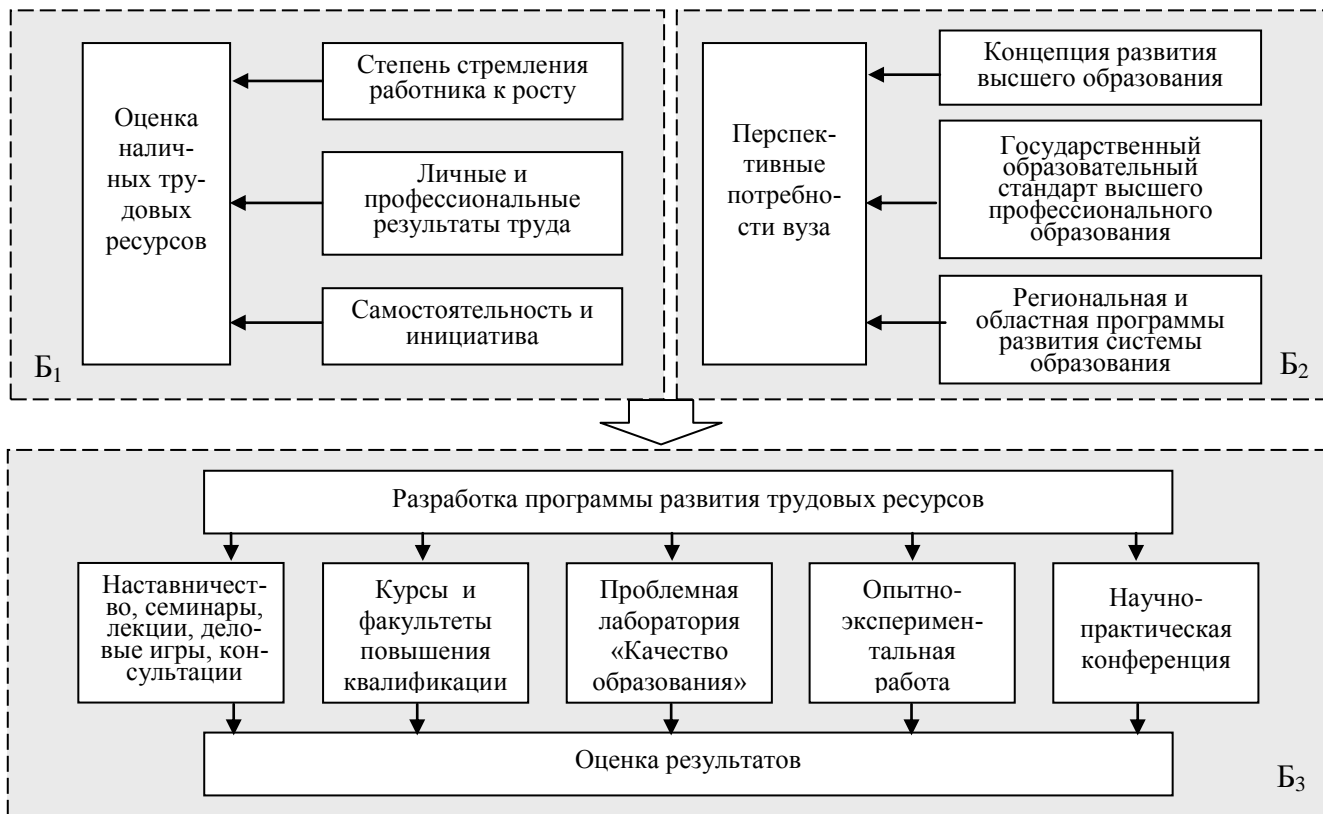 Оценка
налич-
ных тру-
довых
ресурсов
Степень стремления
работника к росту
Личные и
профессиональные
результаты труда
Самостоятельность и
инициатива
Б₁
Перспек-
тивные
потребно-
сти вуза
Концепция развития
высшего образования
Государственный
образовательный
стандарт высшего
профессионального
образования
Региональная и
областная программы
развития системы
образования
Б₂
Разработка программы развития трудовых ресурсов
Наставничест-
во, семинары,
лекции, дело-
вые игры, кон-
сультации
Курсы и
факультеты
повышения
квалификации
Проблемная
лаборатория
«Качество
образования»
Опытно-
эксперимен-
тальная
работа
Научно-
практическая
конференция
Оценка результатов
Б₃